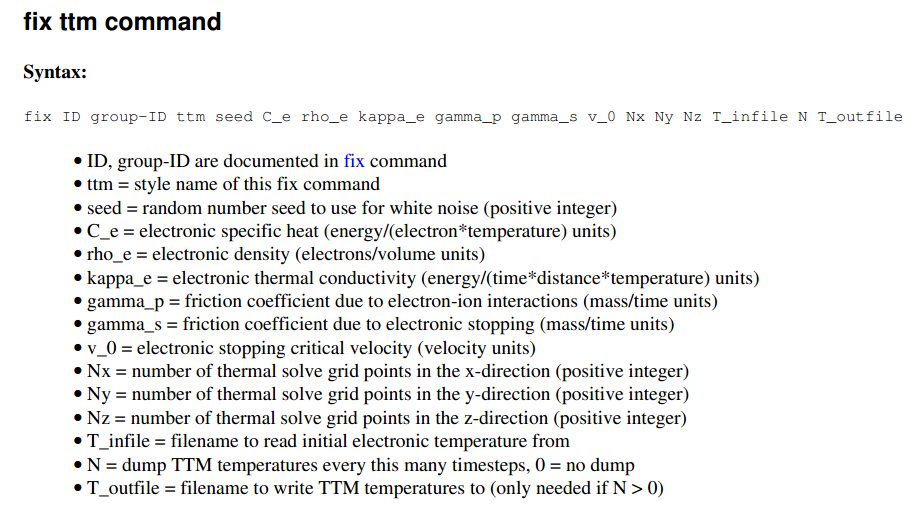 fix ttm command
Syntax:
fix ID group-ID ttm seed C_e rho_e kappa_e gamma_p gamma_s v_0 Nx Ny Nz T_infile N T_outfile
• ID, group-ID are documented in fix command
• ttm = style name of this fix command
• seed = random number seed to use for white noise (positive integer)
• C_e = electronic specific heat (energy/(electron*temperature) units)
• rho_e = electronic density (electrons/volume units)
• kappa_e = electronic thermal conductivity (energy/(time*distance*temperature) units)
• gamma_p = friction coefficient due to electron-ion interactions (mass/time units)
• gamma_s = friction coefficient due to electronic stopping (mass/time units)
• v_0 = electronic stopping critical velocity (velocity units)
• Nx = number of thermal solve grid points in the x-direction (positive integer)
• Ny = number of thermal solve grid points in the y-direction (positive integer)
• Nz = number of thermal solve grid points in the z-direction (positive integer)
• T_infile = filename to read initial electronic temperature from
• N = dump TTM temperatures every this many timesteps, 0 = no dump
• T_outfile = filename to write TTM temperatures to (only needed if N > 0)